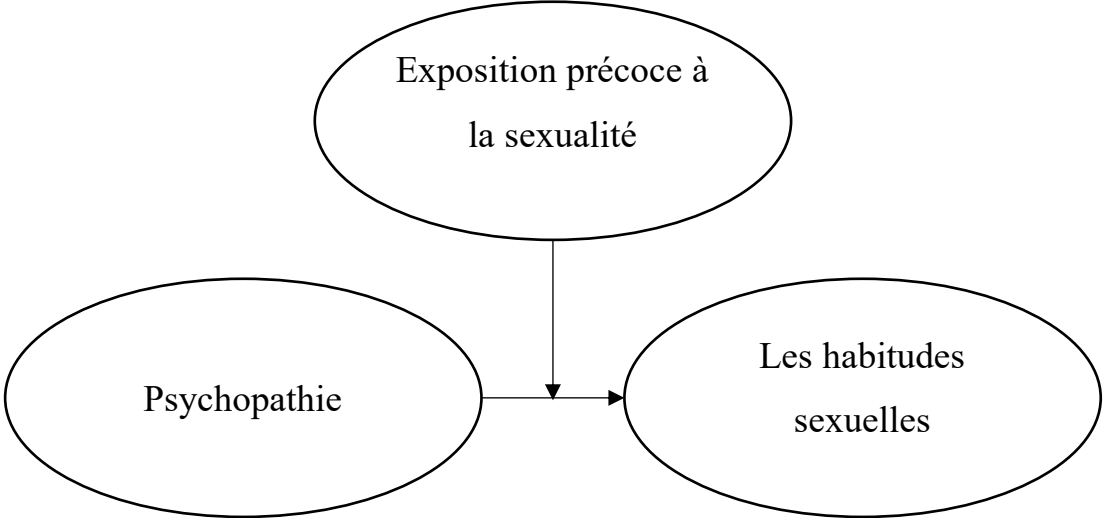 Exposition précoce à
la sexualité
Psychopathie
Les habitudes
sexuelles